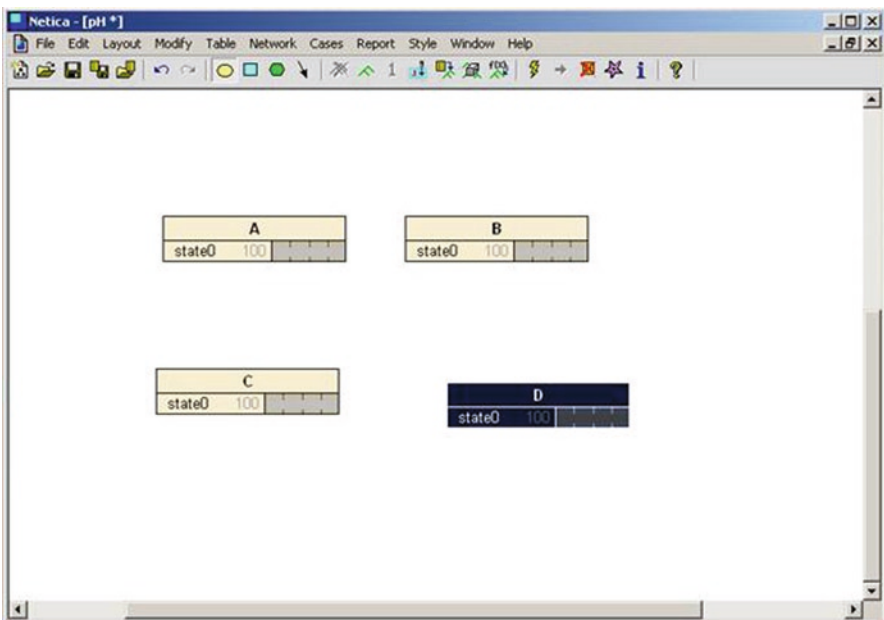 Netica - [pH *]
File Edit Layout Modify Table Network Cases Report Style Window Help
1 f(x) i ?
A
state0 100
B
state0 100
C
state0 100
D
state0 100